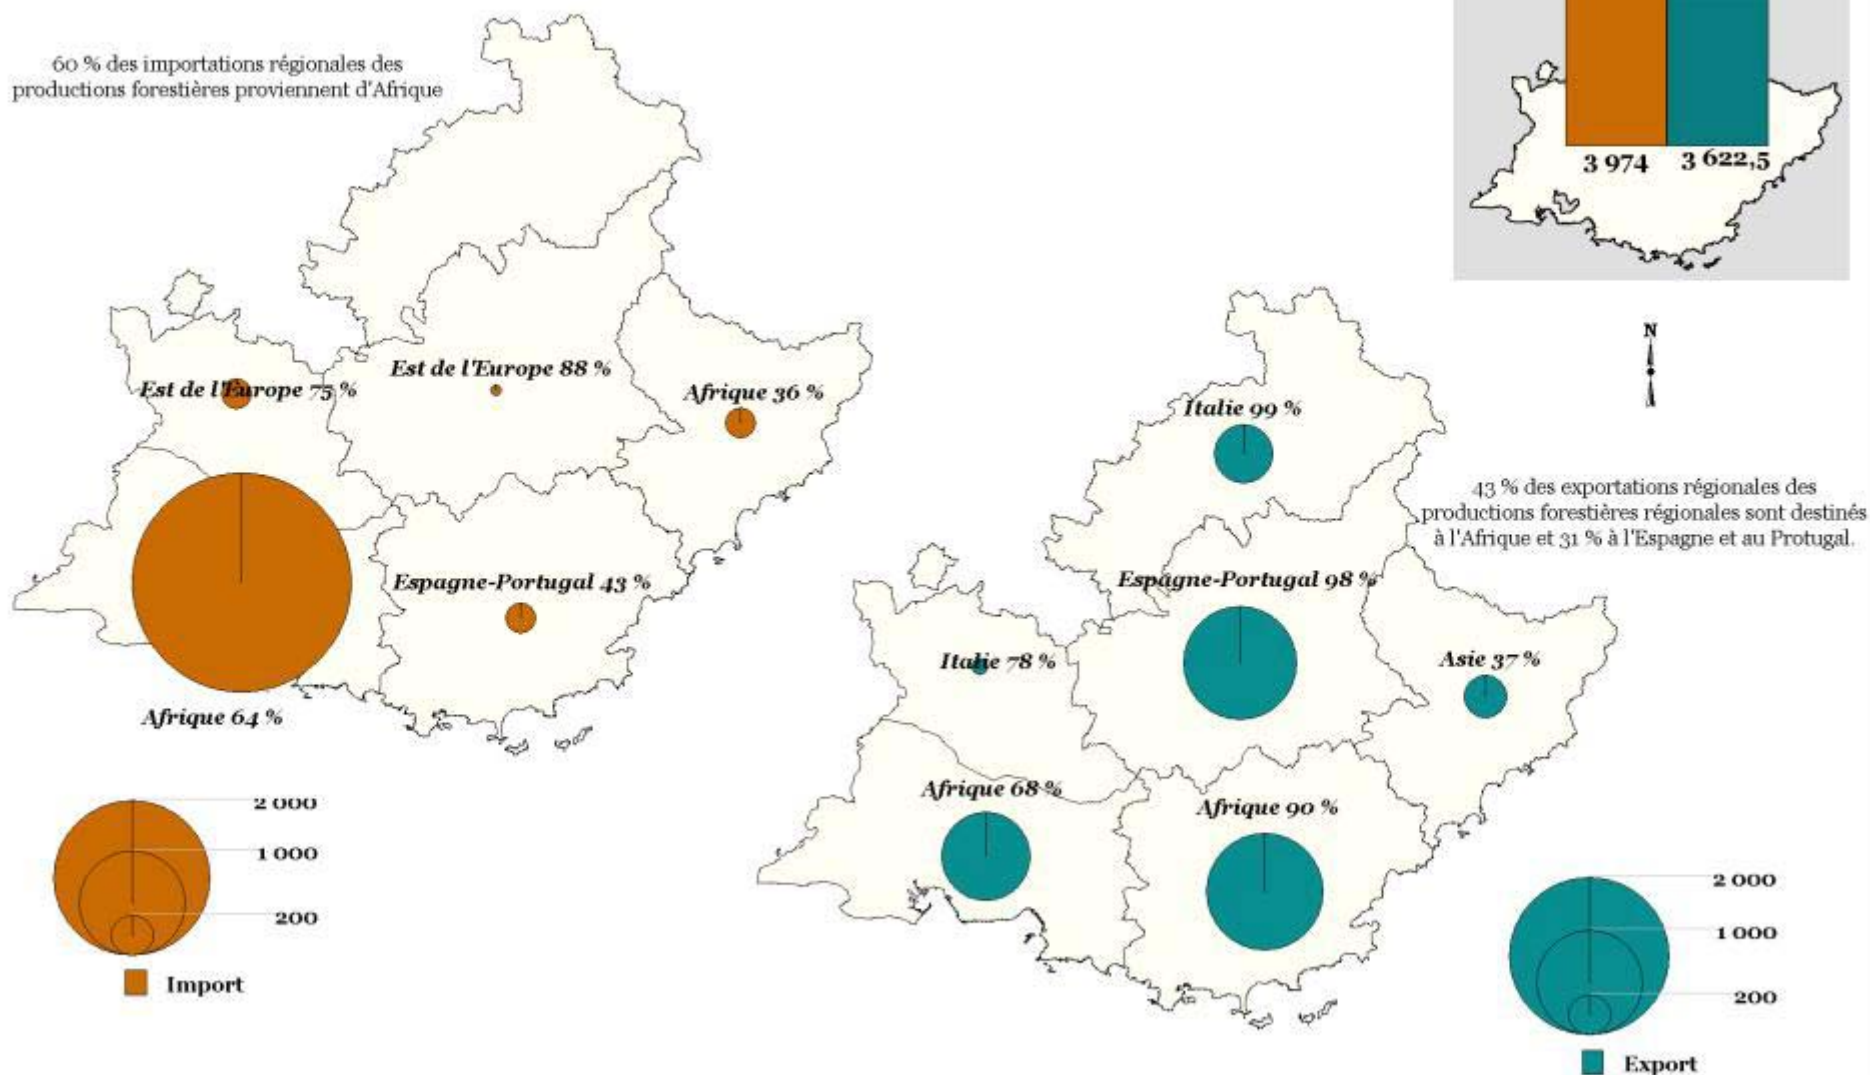 60 % des importations régionales des
productions forestières proviennent d'Afrique
3 974
3 622,5
N
Est de l'Europe 75 %
Est de l'Europe 88 %
Afrique 36 %
Espagne-Portugal 43 %
Afrique 64 %
2 000
1 000
200
Import
Italie 99 %
43 % des exportations régionales des
productions forestières régionales sont destinés
à l'Afrique et 31 % à l'Espagne et au Protugal.
Espagne-Portugal 98 %
Italie 78 %
Asie 37 %
Afrique 68 %
Afrique 90 %
2 000
1 000
200
Export